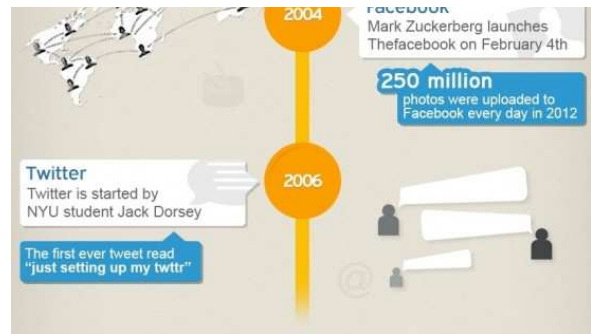 2004
Facebook
Mark Zuckerberg launches
Thefacebook on February 4th
250 million
photos were uploaded to
Facebook every day in 2012
Twitter
Twitter is started by
NYU student Jack Dorsey
2006
The first ever tweet read
“just setting up my twttr”
@